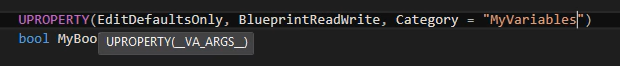 UPROPERTY(EditDefaultsOnly, BlueprintReadWrite, Category = "MyVariables")
bool MyBoo
UPROPERTY(__VA_ARGS__)